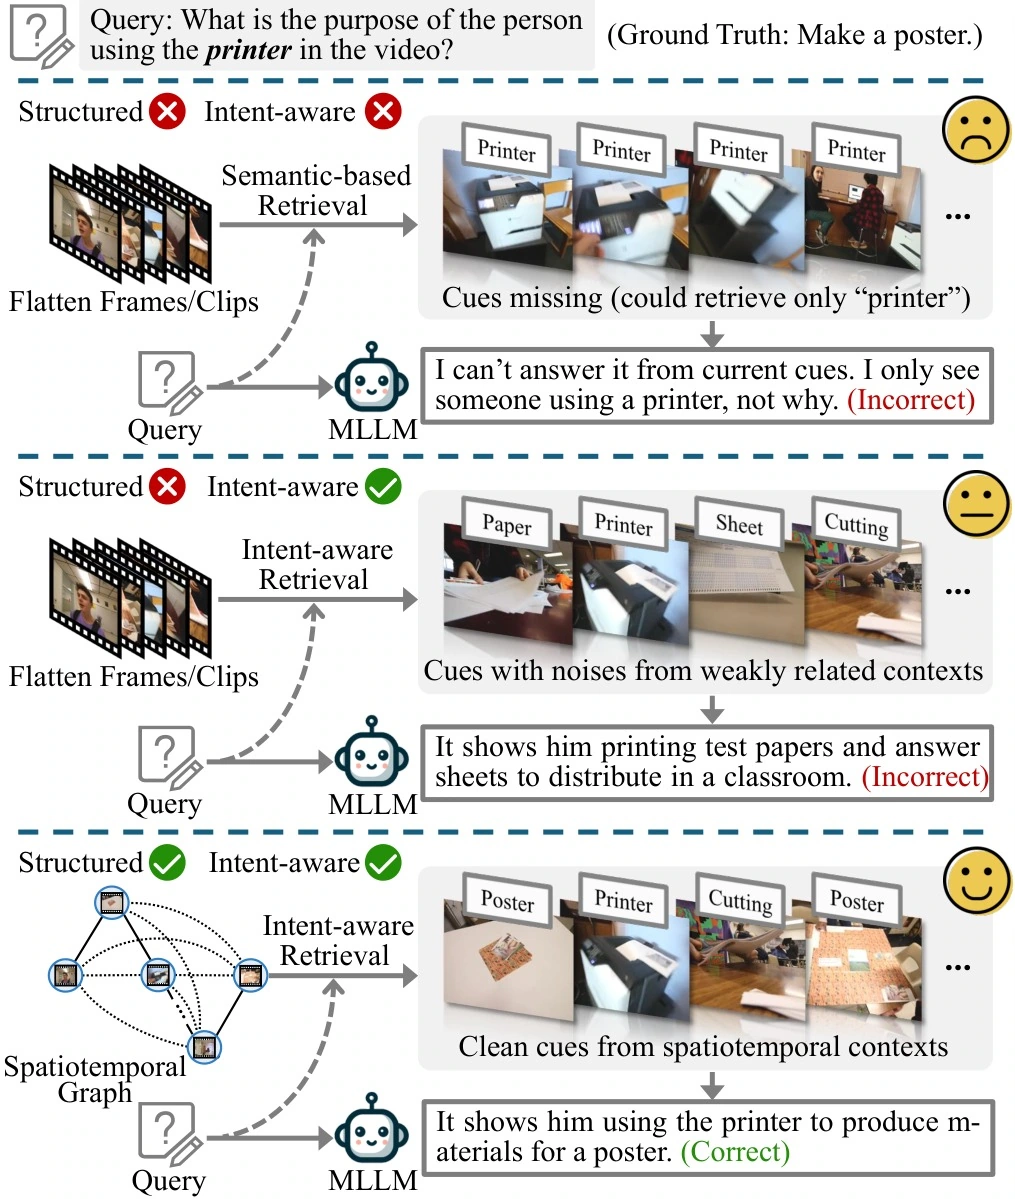 Query: What is the purpose of the person
using the printer in the video?
(Ground Truth: Make a poster.)
Structured
Intent-aware
Semantic-based
Retrieval
Flatten Frames/Clips
Printer
Printer
Printer
Printer
...
Cues missing (could retrieve only “printer”)
Query
MLLM
I can’t answer it from current cues. I only see
someone using a printer, not why. (Incorrect)
Structured
Intent-aware
Intent-aware
Retrieval
Flatten Frames/Clips
Paper
Printer
Sheet
Cutting
...
Cues with noises from weakly related contexts
Query
MLLM
It shows him printing test papers and answer
sheets to distribute in a classroom. (Incorrect)
Structured
Intent-aware
Intent-aware
Retrieval
Spatiotemporal
Graph
Poster
Printer
Cutting
Poster
...
Clean cues from spatiotemporal contexts
Query
MLLM
It shows him using the printer to produce m-
aterials for a poster. (Correct)